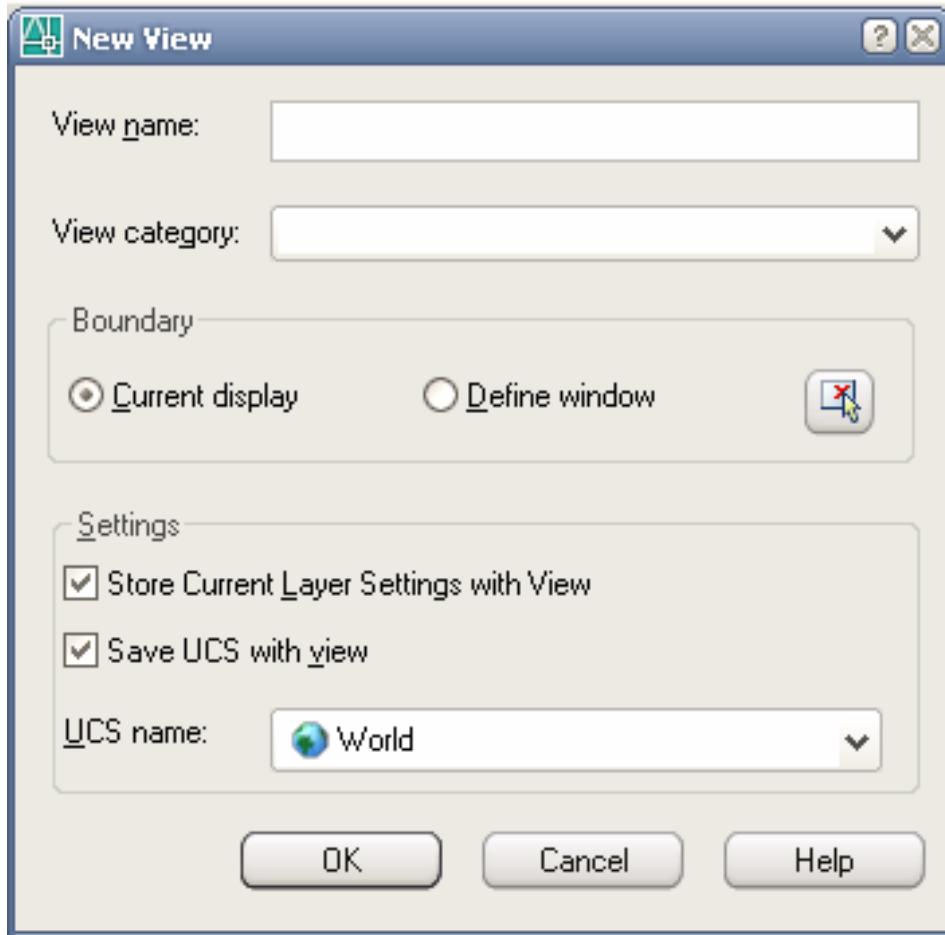 New View
View name:
View category:
Boundary
Current display
Define window
Settings
Store Current Layer Settings with View
Save UCS with view
UCS name:
World
OK
Cancel
Help